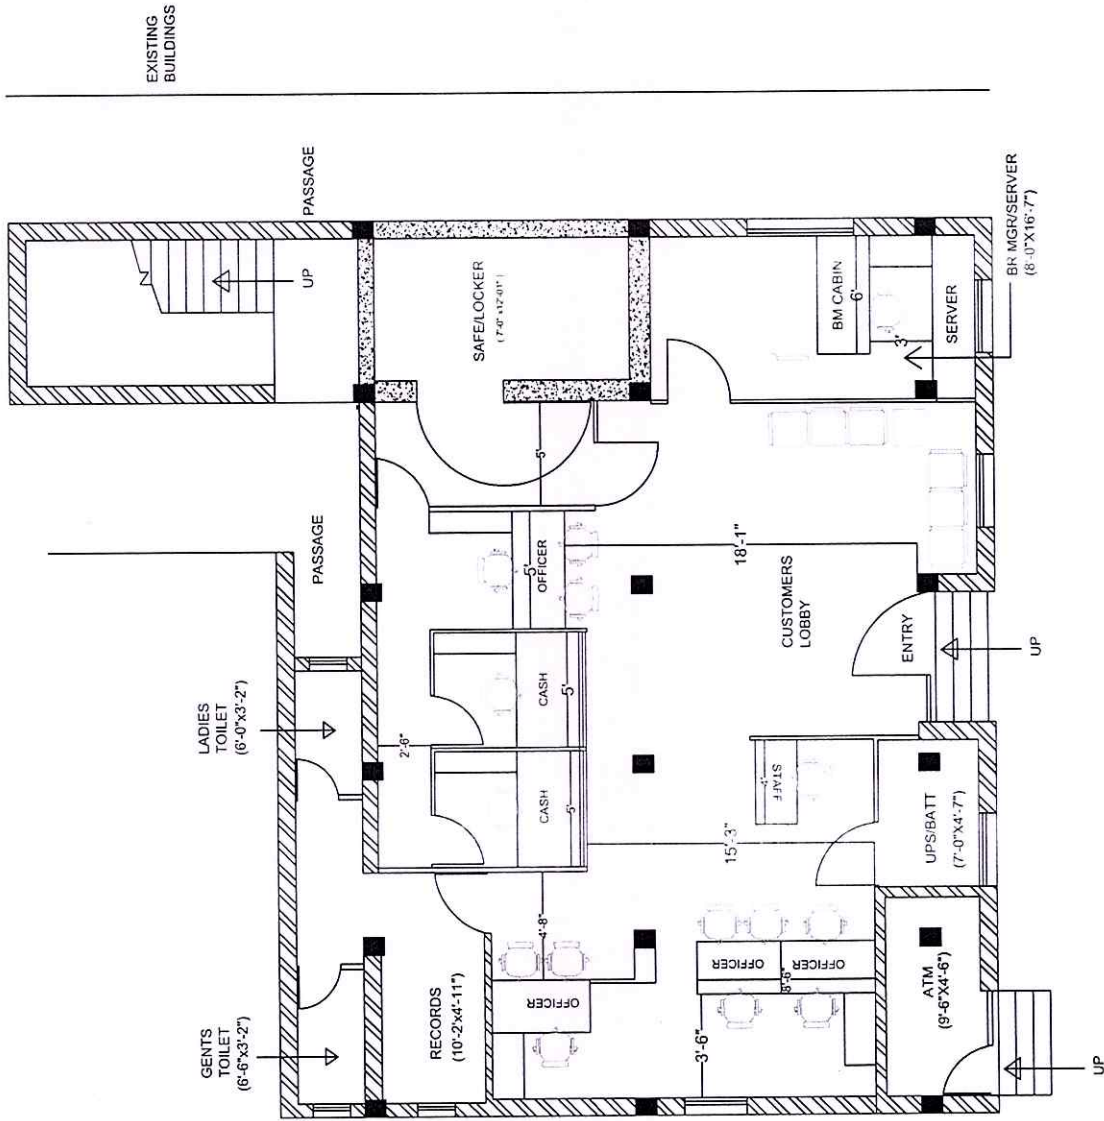 EXISTING
BUILDINGS
PASSAGE
UP
SAFE/LOCKER
(7'-0" x12'-01")
BM CABIN
6'
3'
SERVER
BR MGR/SERVER
(8'-0"X16'-7")
PASSAGE
5'
5'
OFFICER
18'-1"
CUSTOMERS
LOBBY
ENTRY
UP
LADIES
TOILET
(6'-0"x3'-2")
2'-6"
CASH
5'
CASH
5'
4'
STAFF
15'-3"
UPS/BATT
(7'-0"X4'-7")
GENTS
TOILET
(6'-6"x3'-2")
RECORDS
(10'-2'x4'-11")
4'-8"
OFFICER
OFFICER
OFFICER
8'-6"
3'-6"
ATM
(9'-6"X4'-6")
UP